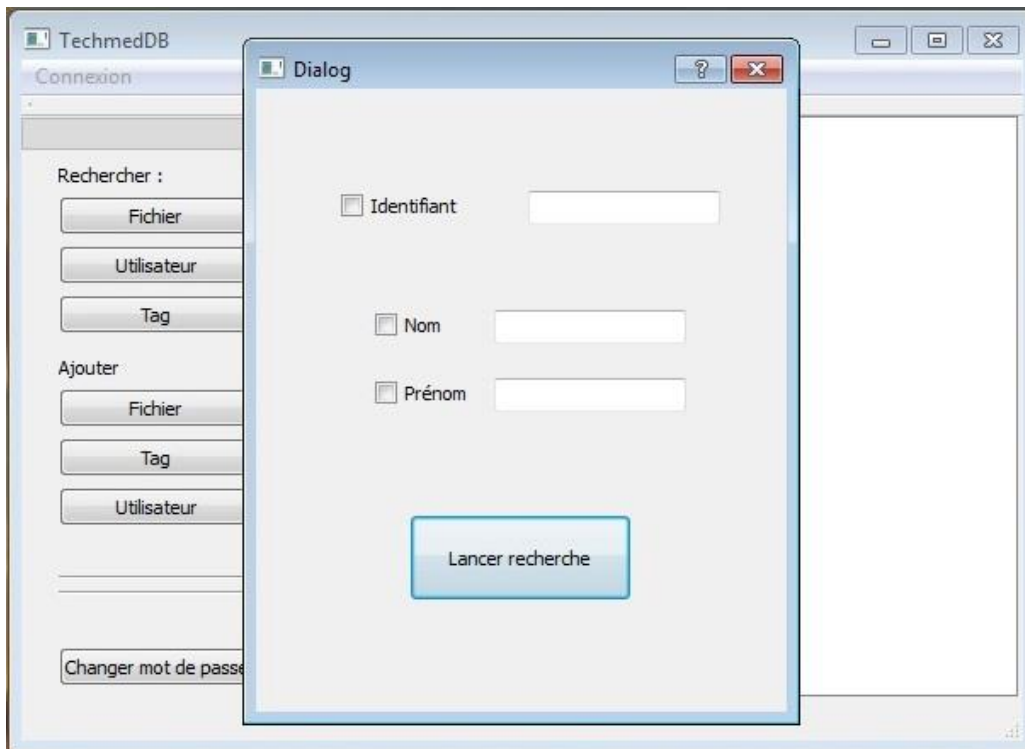 TechmedDB
Connexion
Rechercher :
Fichier
Utilisateur
Tag
Ajouter
Fichier
Tag
Utilisateur
Changer mot de passe
Dialog
Identifiant
Nom
Prénom
Lancer recherche